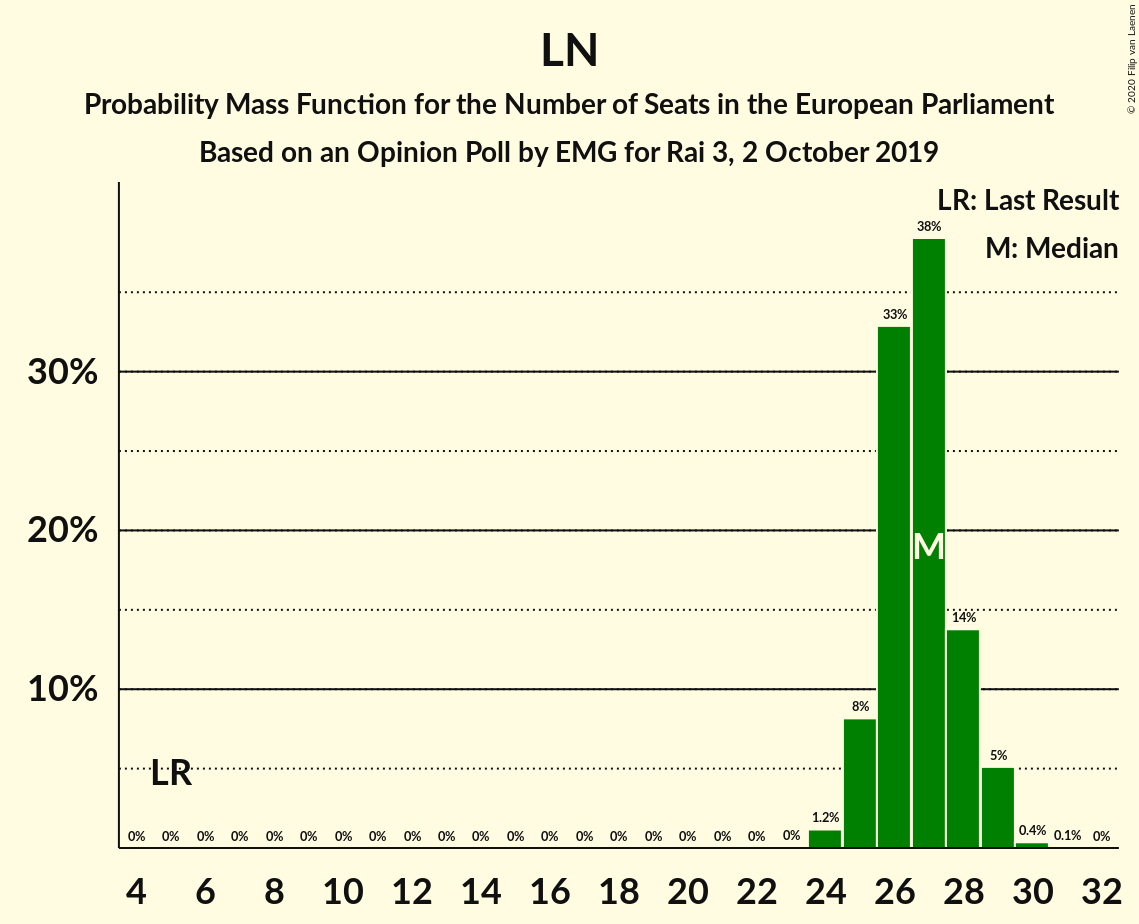 LN
Probability Mass Function for the Number of Seats in the European Parliament
Based on an Opinion Poll by EMG for Rai 3, 2 October 2019
© 2020 Filip van Laenen
LR: Last Result
M: Median
38%
33%
30%
20%
M
14%
10%
8%
5%
LR
0% 0% 0% 0% 0% 0% 0% 0% 0% 0% 0% 0% 0% 0% 0% 0% 0% 0% 0% 0% 1.2% 0.4% 0.1% 0%
4 6 8 10 12 14 16 18 20 22 24 26 28 30 32